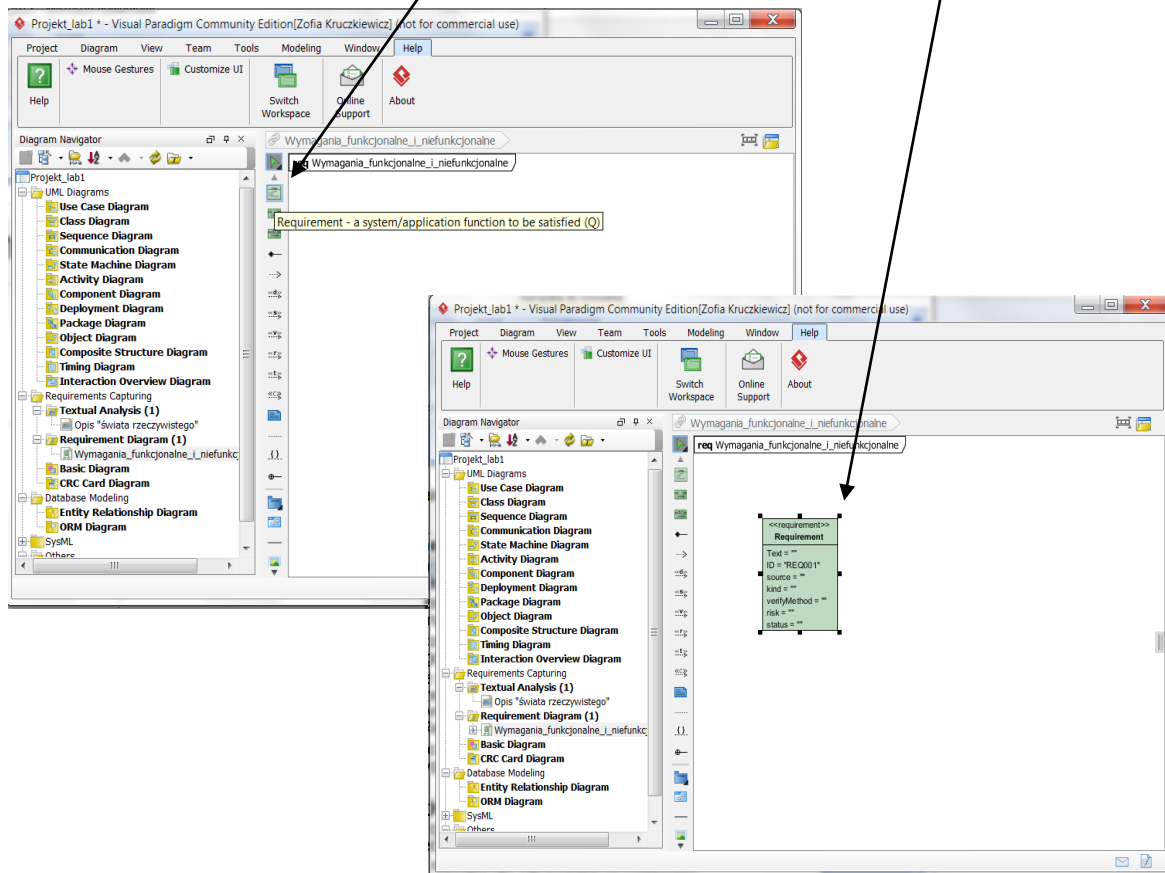 Projekt_lab1 * - Visual Paradigm Community Edition[Zofia Kruczkiewicz] (not for commercial use)
Project Diagram View Team Tools Modeling Window Help
Mouse Gestures Customize UI
Help Switch Workspace Online Support About
Diagram Navigator
Wymagania_funkcjonalne_i_niefunkcjonalne
req Wymagania_funkcjonalne_i_niefunkcjonalne
Projekt_lab1
UML Diagrams
Use Case Diagram
Class Diagram
Requirement - a system/application function to be satisfied (Q)
Sequence Diagram
Communication Diagram
State Machine Diagram
Activity Diagram
Component Diagram
Deployment Diagram
Package Diagram
Object Diagram
Composite Structure Diagram
Timing Diagram
Interaction Overview Diagram
Requirements Capturing
Textual Analysis (1)
Opis "świata rzeczywistego"
Requirement Diagram (1)
Wymagania_funkcjonalne_i_niefunkc
Basic Diagram
CRC Card Diagram
Database Modeling
Entity Relationship Diagram
ORM Diagram
SysML
Others
Projekt_lab1 * - Visual Paradigm Community Edition[Zofia Kruczkiewicz] (not for commercial use)
Project Diagram View Team Tools Modeling Window Help
Mouse Gestures Customize UI
Help Switch Workspace Online Support About
Diagram Navigator
Wymagania_funkcjonalne_i_niefunkcjonalne
req Wymagania_funkcjonalne_i_niefunkcjonalne
Projekt_lab1
UML Diagrams
Use Case Diagram
Class Diagram
Sequence Diagram
Communication Diagram
State Machine Diagram
Activity Diagram
Component Diagram
Deployment Diagram
Package Diagram
Object Diagram
Composite Structure Diagram
Timing Diagram
Interaction Overview Diagram
Requirements Capturing
Textual Analysis (1)
Opis "świata rzeczywistego"
Requirement Diagram (1)
Wymagania_funkcjonalne_i_niefunkc
Basic Diagram
CRC Card Diagram
Database Modeling
Entity Relationship Diagram
ORM Diagram
SysML
Others
<<requirement>>
Requirement
Text = ""
ID = "REQ001"
source = ""
kind = ""
verifyMethod = ""
risk = ""
status = ""